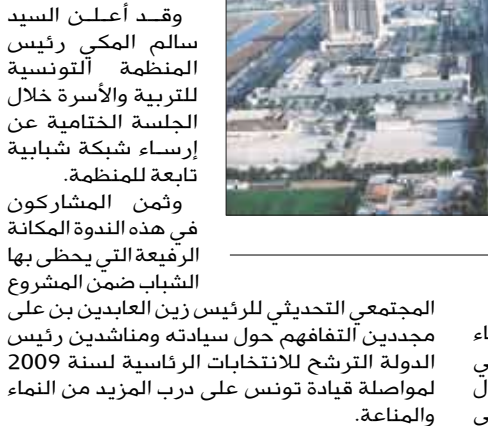 وقد أعلن السيد
سالم المكي رئيس
المنظمة التونسية
للتربية والأسرة خلال
الجلسة الختامية عن
إرساء شبكة شبابية
تابعة للمنظمة.
وثمن المشاركون
في هذه الندوة المكانة
الرفيعة التي يحظى بها
الشباب ضمن المشروع
المجتمعي التحديثي للرئيس زين العابدين بن على
مجددين التفافهم حول سيادته ومناشدين رئيس
الدولة الترشح للانتخابات الرئاسية لسنة 2009
لمواصلة قيادة تونس على درب المزيد من النماء
والمناعة.